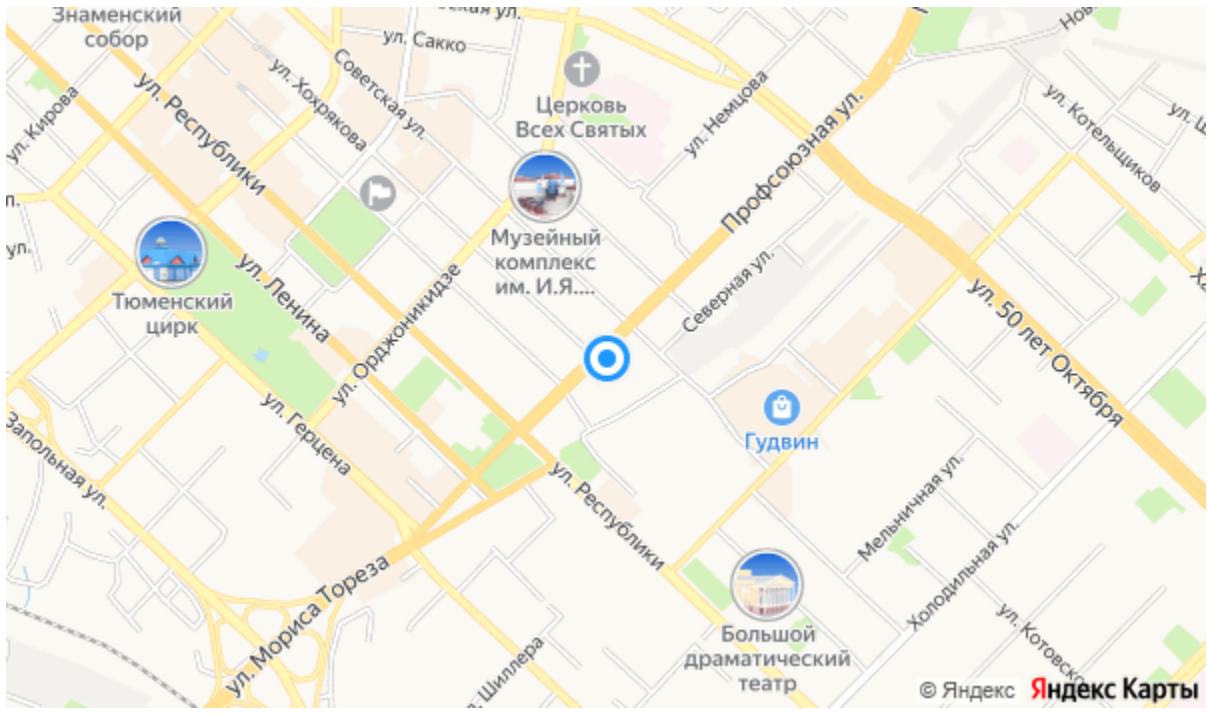 Знаменский
собор
ул.
ул. Сакко
Советская ул.
ул. Хохрякова
ул. Кирова
ул. Республики
Церковь
Всех Святых
ул. Немцова
Профсоюзная ул.
ул. Котельщиков
Музейный
комплекс
им. И.Я....
Северная ул.
ул. 50 лет Октября
ул.
Тюменский
цирк
ул. Ленина
ул. Орджоникидзе
ул. Герцена
Запольная ул.
Гудвин
ул. Республики
Мельничная ул.
Холодильная ул.
ул. Мориса Тореза
Большой
драматический
театр
© Яндекс Яндекс Карты